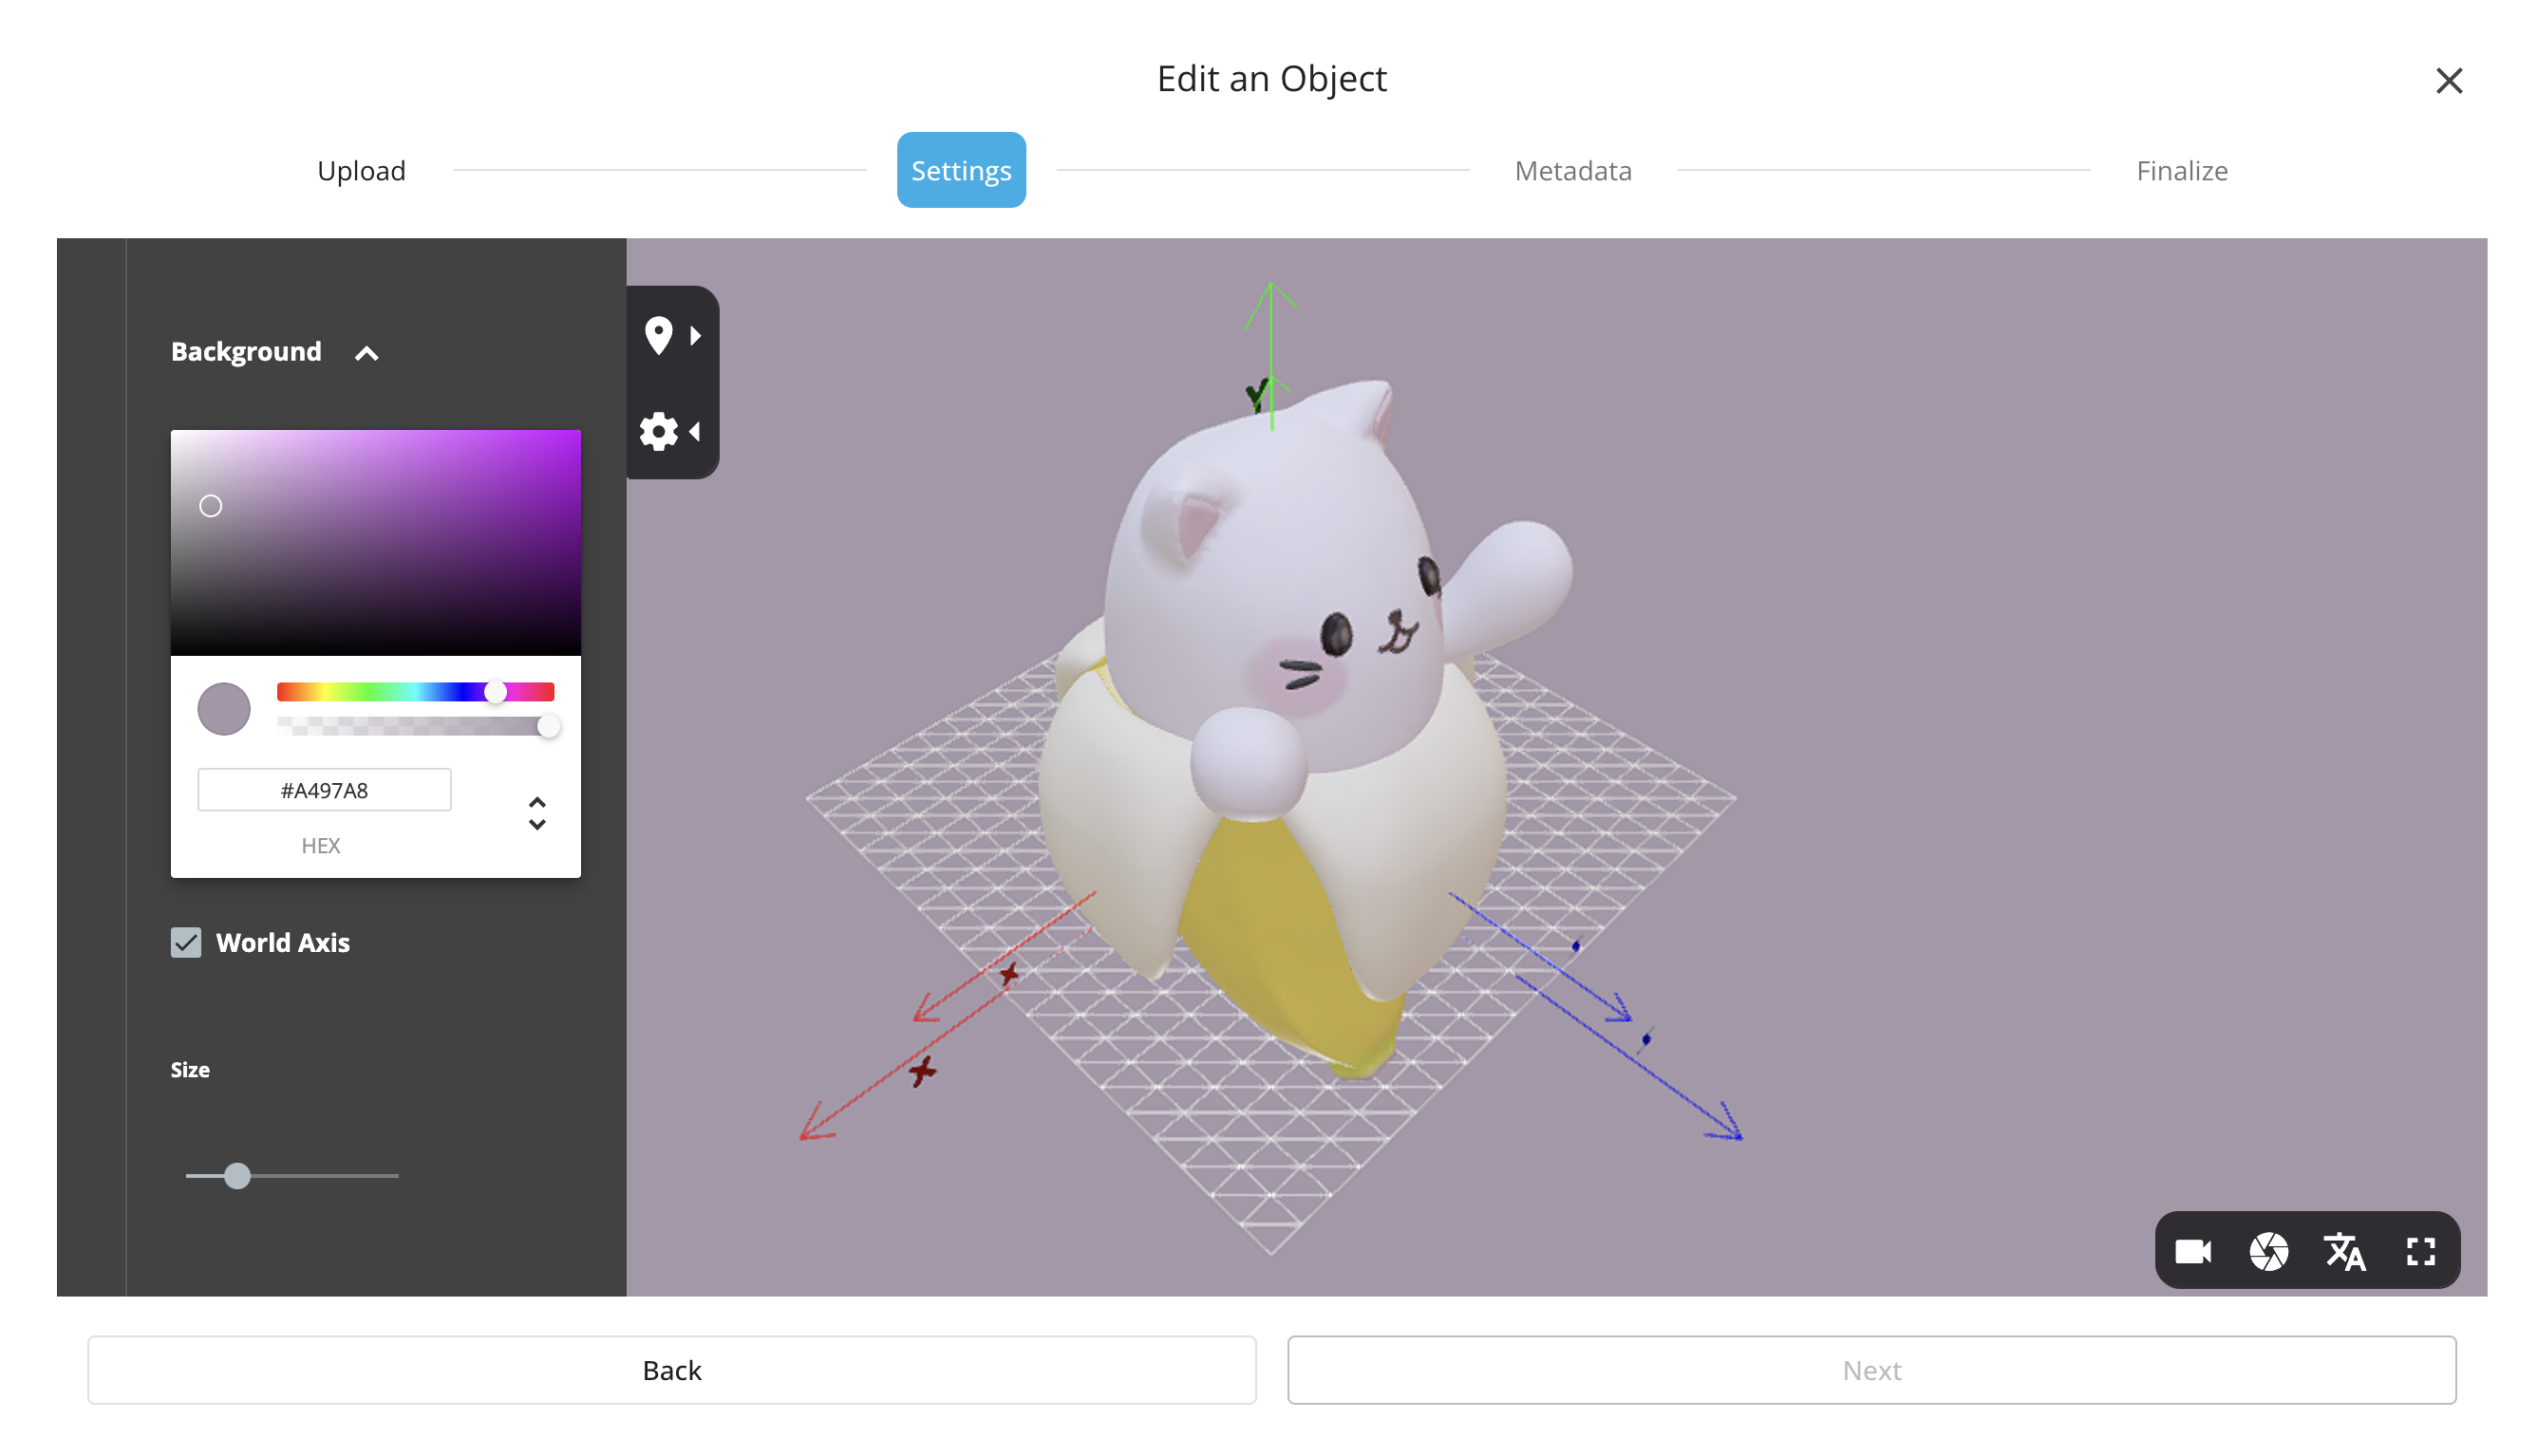 Edit an Object
Upload
Settings
Metadata
Finalize
Background
#A497A8
HEX
World Axis
Size
Y
X
X
Back
Next